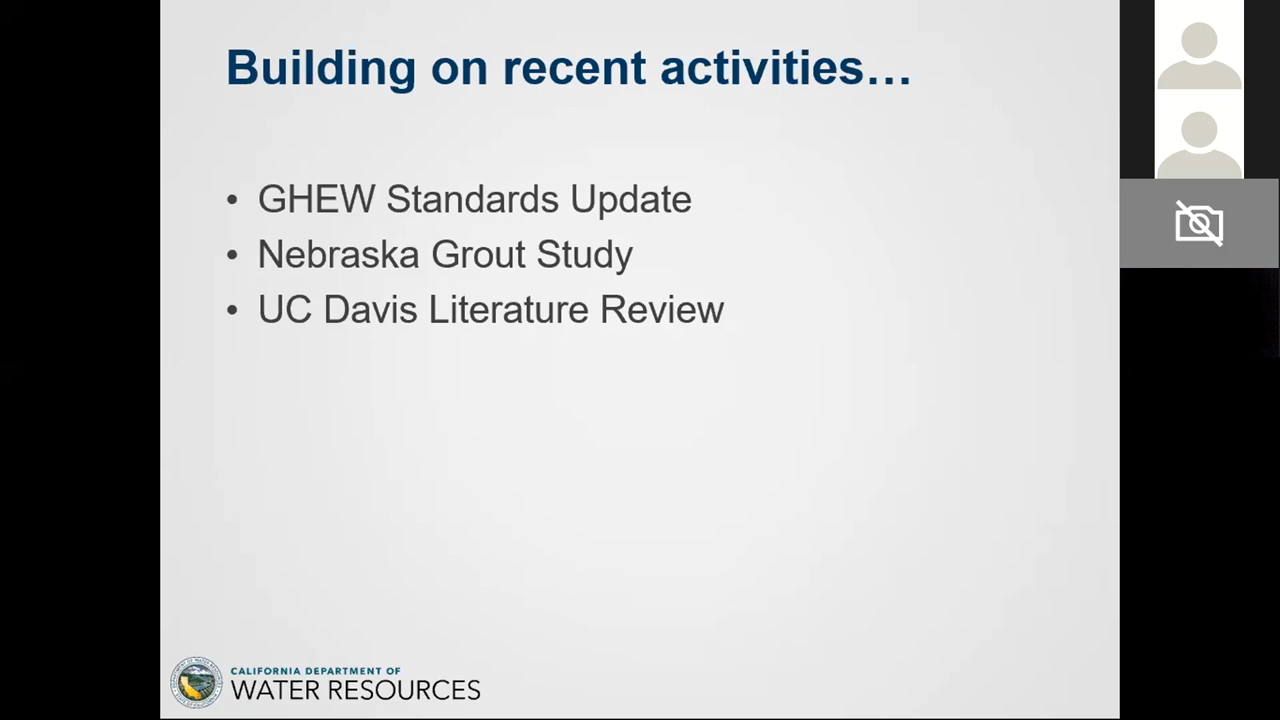 Building on recent activities…
• GHEW Standards Update
• Nebraska Grout Study
• UC Davis Literature Review
CALIFORNIA DEPARTMENT OF
WATER RESOURCES